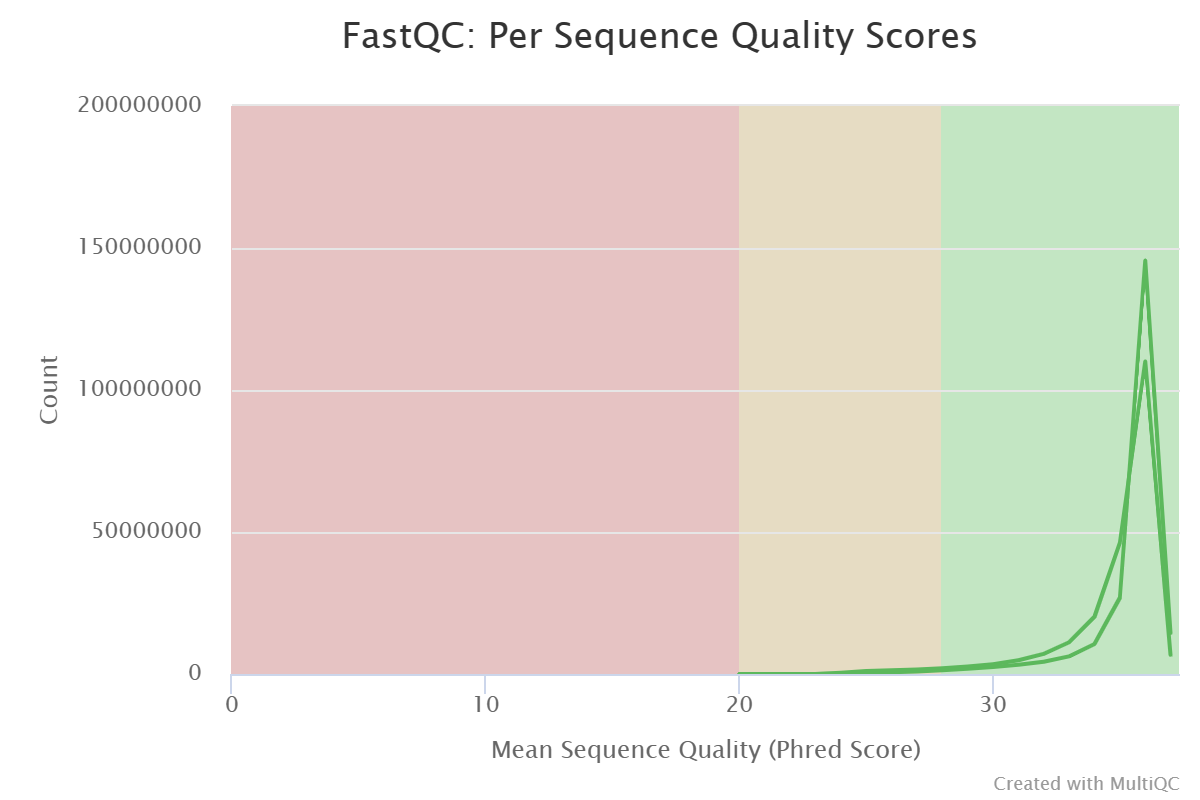 FastQC: Per Sequence Quality Scores
200000000
150000000
100000000
50000000
0
Count
0 10 20 30
Mean Sequence Quality (Phred Score)
Created with MultiQC